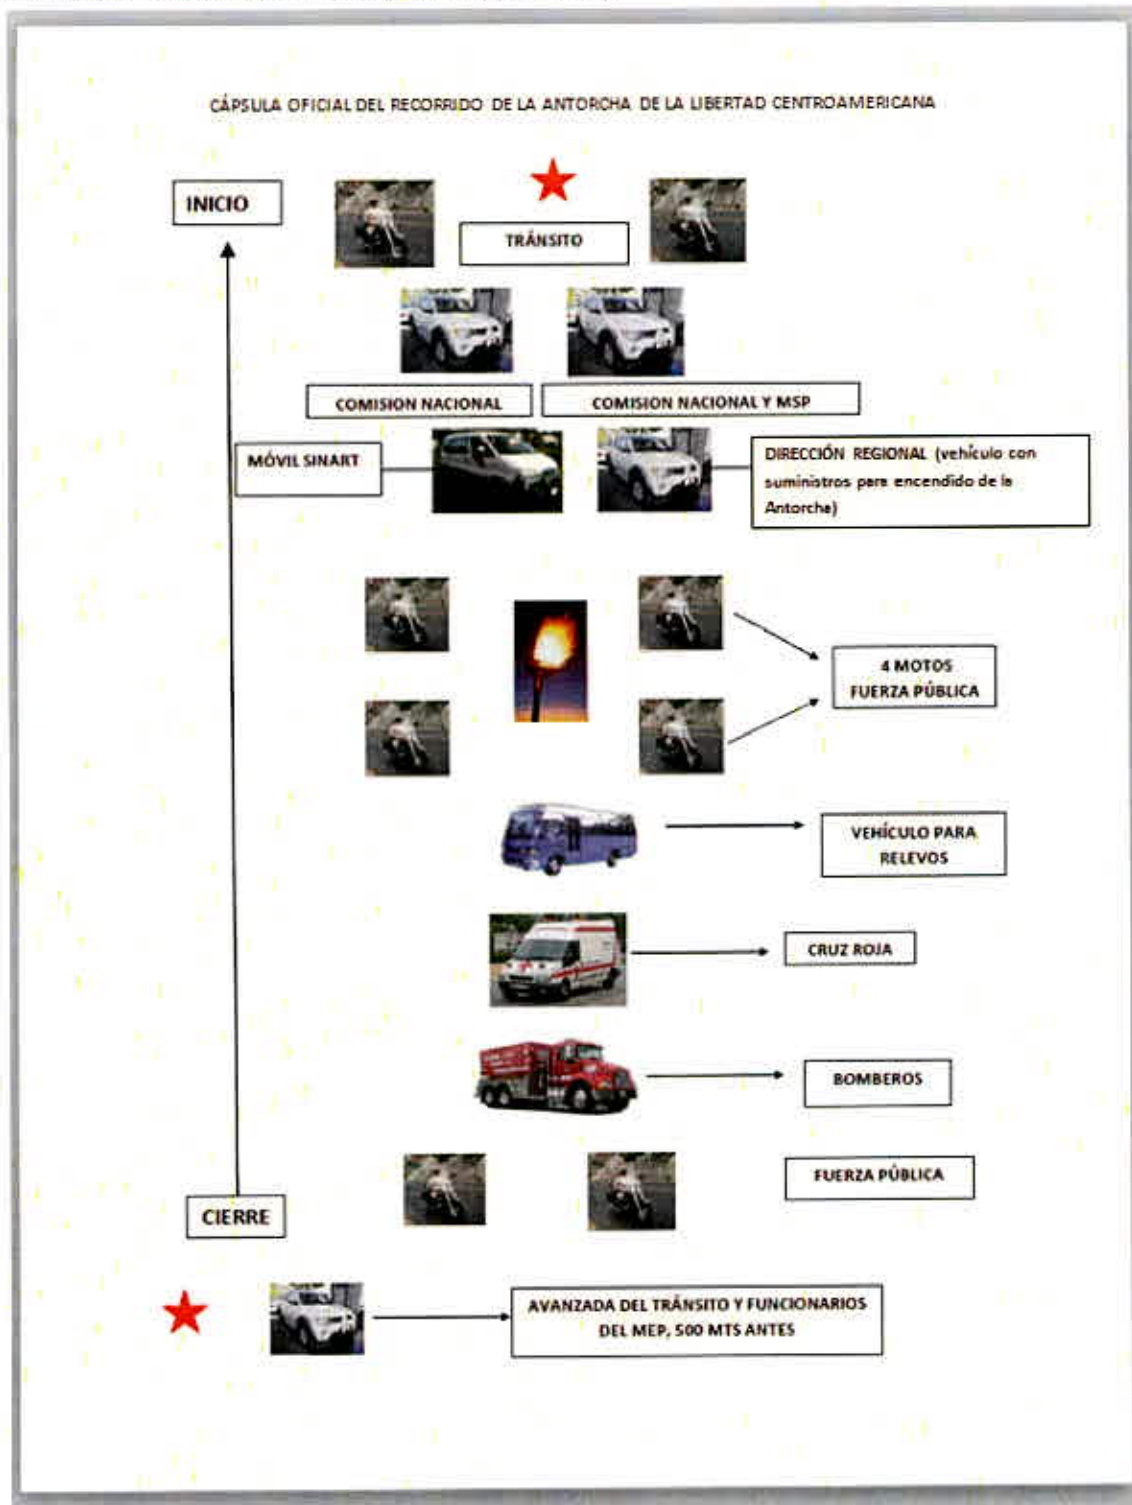 CÁPSULA OFICIAL DEL RECORRIDO DE LA ANTORCHA DE LA LIBERTAD CENTROAMERICANA
INICIO
TRÁNSITO
COMISION NACIONAL
COMISION NACIONAL Y MSP
MÓVIL SINART
DIRECCIÓN REGIONAL (vehículo con
suministros para encendido de la
Antorcha)
4 MOTOS
FUERZA PÚBLICA
VEHÍCULO PARA
RELEVOS
CRUZ ROJA
BOMBEROS
FUERZA PÚBLICA
CIERRE
AVANZADA DEL TRÁNSITO Y FUNCIONARIOS
DEL MEP, 500 MTS ANTES